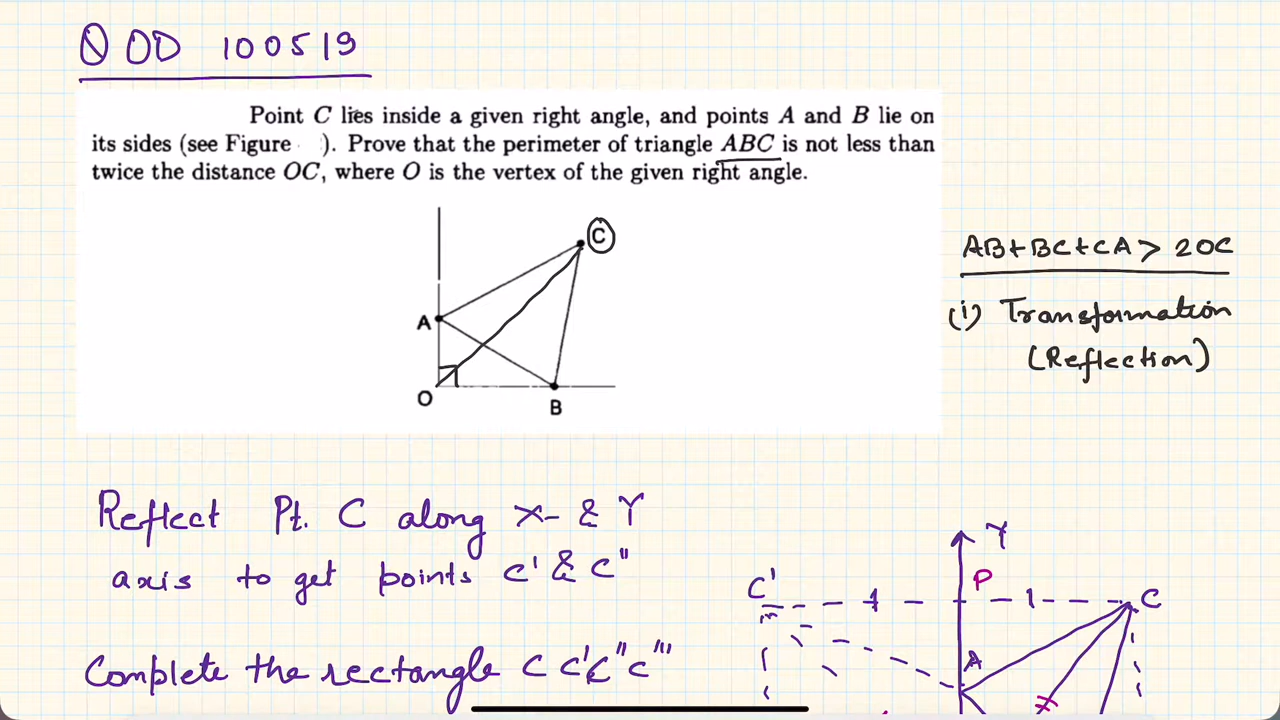 QOD 100519
Point C lies inside a given right angle, and points A and B lie on
its sides (see Figure ). Prove that the perimeter of triangle ABC is not less than
twice the distance OC, where O is the vertex of the given right angle.
C
A
O
B
AB+BC+CA > 2OC
(i) Transformation
(Reflection)
Reflect Pt. C along X- & Y
axis to get points C' & C"
Complete the rectangle C C'C"C'"
Y
C'
P
C
A